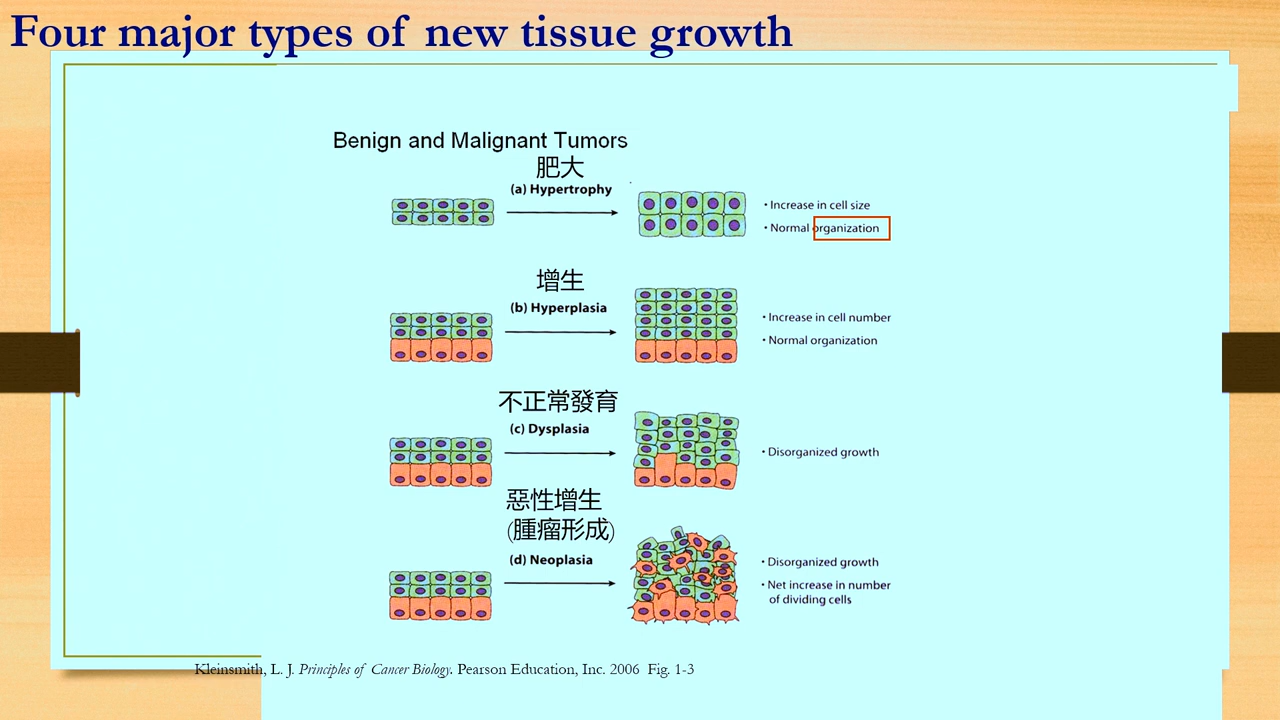 Four major types of new tissue growth
Benign and Malignant Tumors
肥大
(a) Hypertrophy
• Increase in cell size
• Normal organization
增生
(b) Hyperplasia
• Increase in cell number
• Normal organization
不正常發育
(c) Dysplasia
• Disorganized growth
惡性增生
(腫瘤形成)
(d) Neoplasia
• Disorganized growth
• Net increase in number
of dividing cells
Kleinsmith, L. J. Principles of Cancer Biology. Pearson Education, Inc. 2006 Fig. 1-3